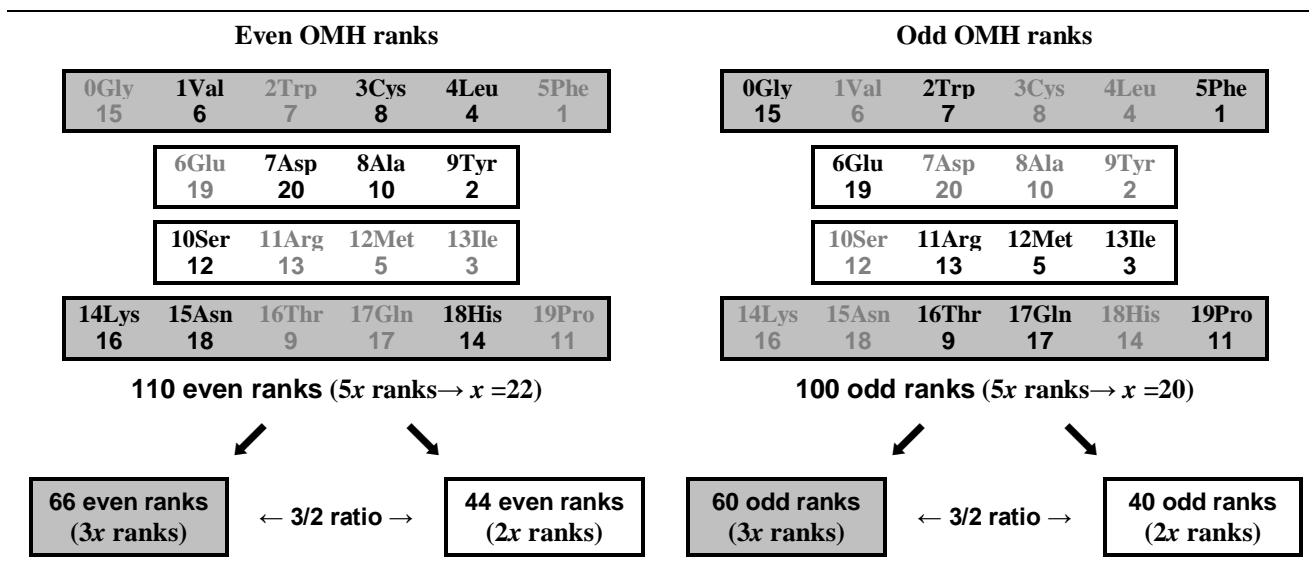 Even OMH ranks
0Gly 1Val 2Trp 3Cys 4Leu 5Phe
15 6 7 8 4 1
6Glu 7Asp 8Ala 9Tyr
19 20 10 2
10Ser 11Arg 12Met 13Ile
12 13 5 3
14Lys 15Asn 16Thr 17Gln 18His 19Pro
16 18 9 17 14 11
110 even ranks (5x ranks→ x =22)
66 even ranks
(3x ranks)
← 3/2 ratio →
44 even ranks
(2x ranks)
Odd OMH ranks
0Gly 1Val 2Trp 3Cys 4Leu 5Phe
15 6 7 8 4 1
6Glu 7Asp 8Ala 9Tyr
19 20 10 2
10Ser 11Arg 12Met 13Ile
12 13 5 3
14Lys 15Asn 16Thr 17Gln 18His 19Pro
16 18 9 17 14 11
100 odd ranks (5x ranks→ x =20)
60 odd ranks
(3x ranks)
← 3/2 ratio →
40 odd ranks
(2x ranks)